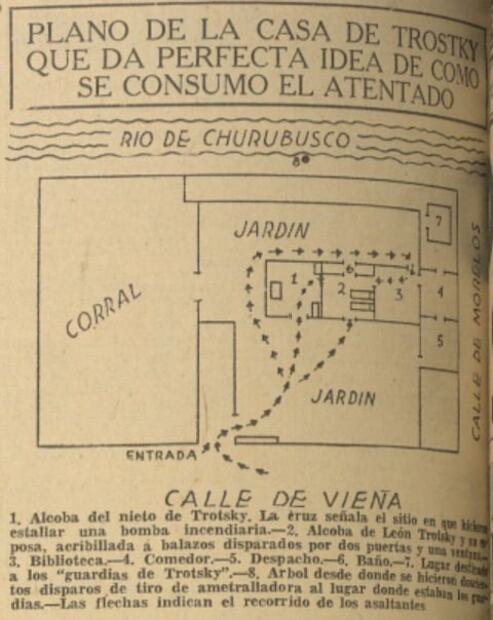 PLANO DE LA CASA DE TROSTKY
QUE DA PERFECTA IDEA DE COMO
SE CONSUMO EL ATENTADO
RIO DE CHURUBUSCO
8
JARDIN
7
CORRAL
1
6
2
3
4
5
CALLE DE MORELOS
JARDIN
ENTRADA
CALLE DE VIEÑA
1. Alcoba del nieto de Trotsky. La cruz señala el sitio en que hicieron
estallar una bomba incendiaria.—2. Alcoba de León Trotsky y su es-
posa, acribillada a balazos disparados por dos puertas y una ventana.—
3. Biblioteca.—4. Comedor.—5. Despacho.—6. Baño.—7. Lugar destinado
a los "guardias de Trotsky".—8. Arbol desde donde se hicieron doscien-
tos disparos de tiro de ametralladora al lugar donde estaban los guar-
dias.—Las flechas indican el recorrido de los asaltantes